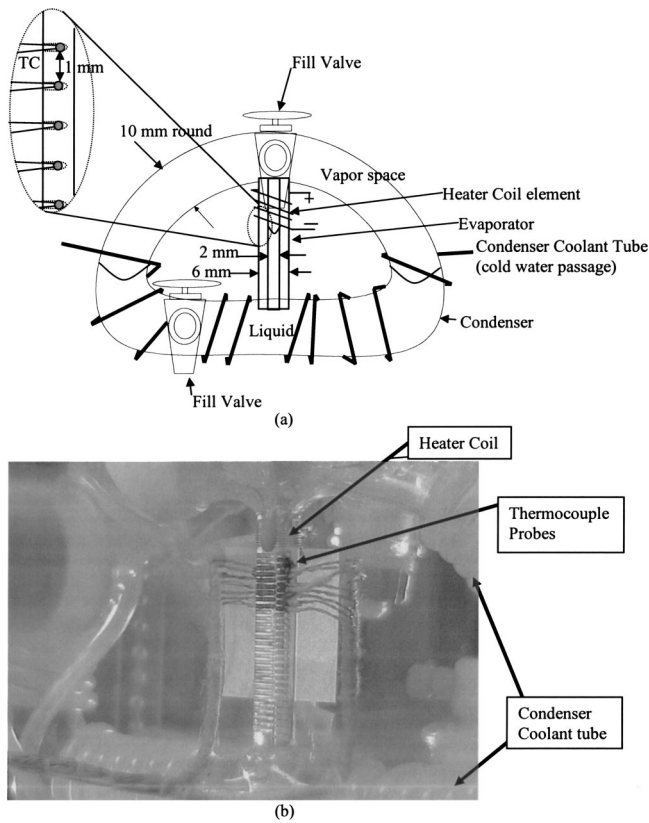 TC
1 mm
Fill Valve
10 mm round
Vapor space
+
Heater Coil element
=
Evaporator
2 mm
Condenser Coolant Tube
(cold water passage)
6 mm
Liquid
Condenser
Fill Valve
(a)
Heater Coil
Thermocouple
Probes
Condenser
Coolant tube
(b)